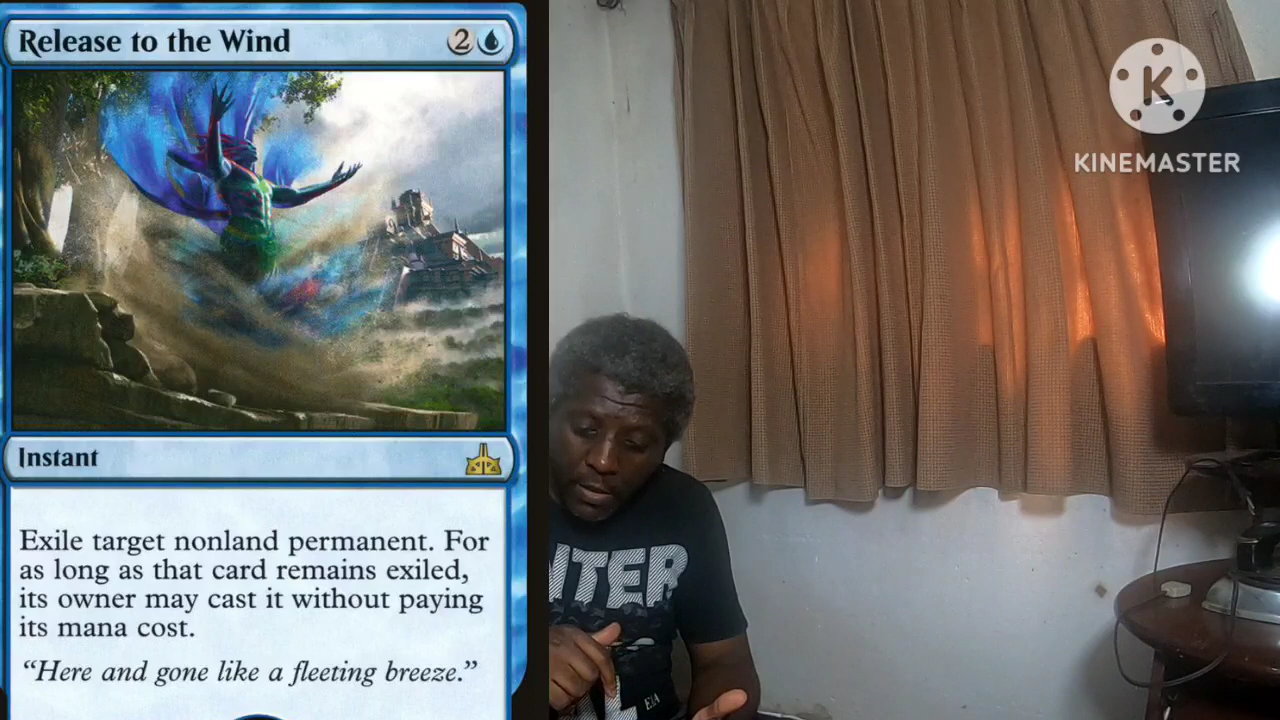 Release to the Wind 2
Instant
Exile target nonland permanent. For
as long as that card remains exiled,
its owner may cast it without paying
its mana cost.
“Here and gone like a fleeting breeze.”
K
KINEMASTER
NTER